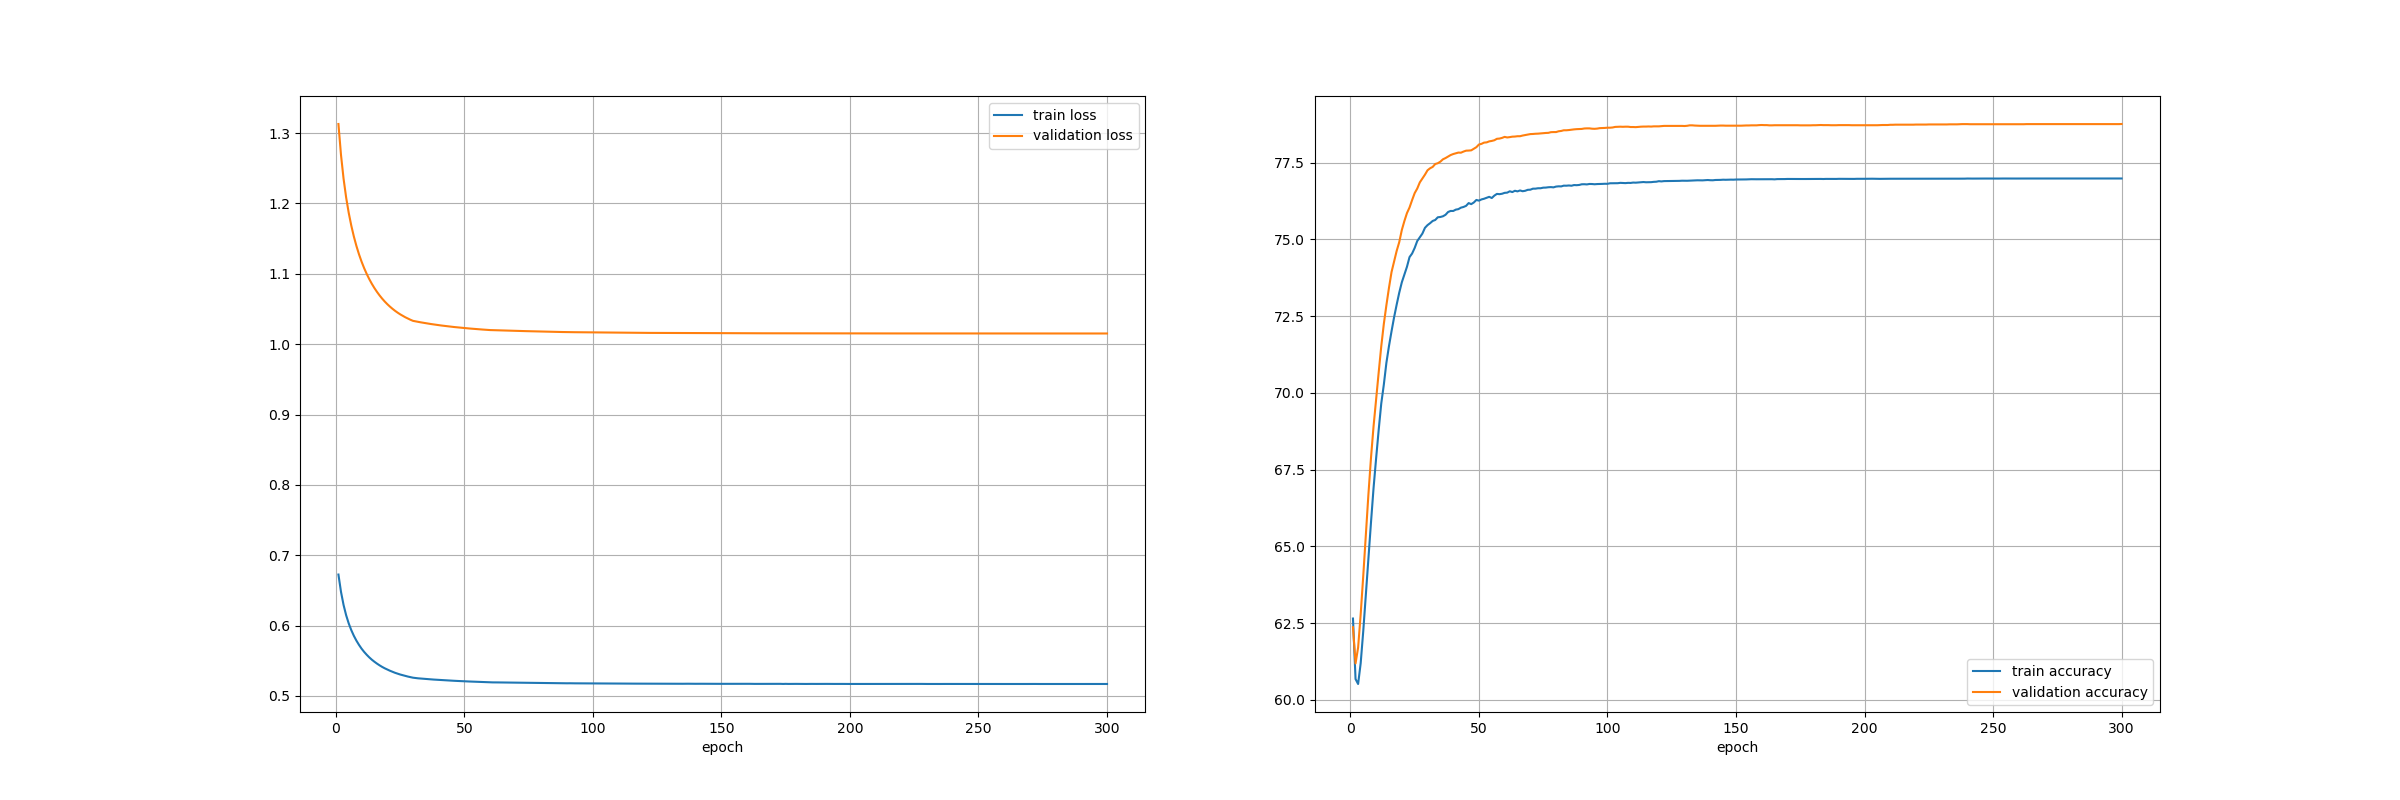 train loss
validation loss
1.3
1.2
1.1
1.0
0.9
0.8
0.7
0.6
0.5
0 50 100 150 200 250 300
epoch
77.5
75.0
72.5
70.0
67.5
65.0
62.5
60.0
train accuracy
validation accuracy
0 50 100 150 200 250 300
epoch